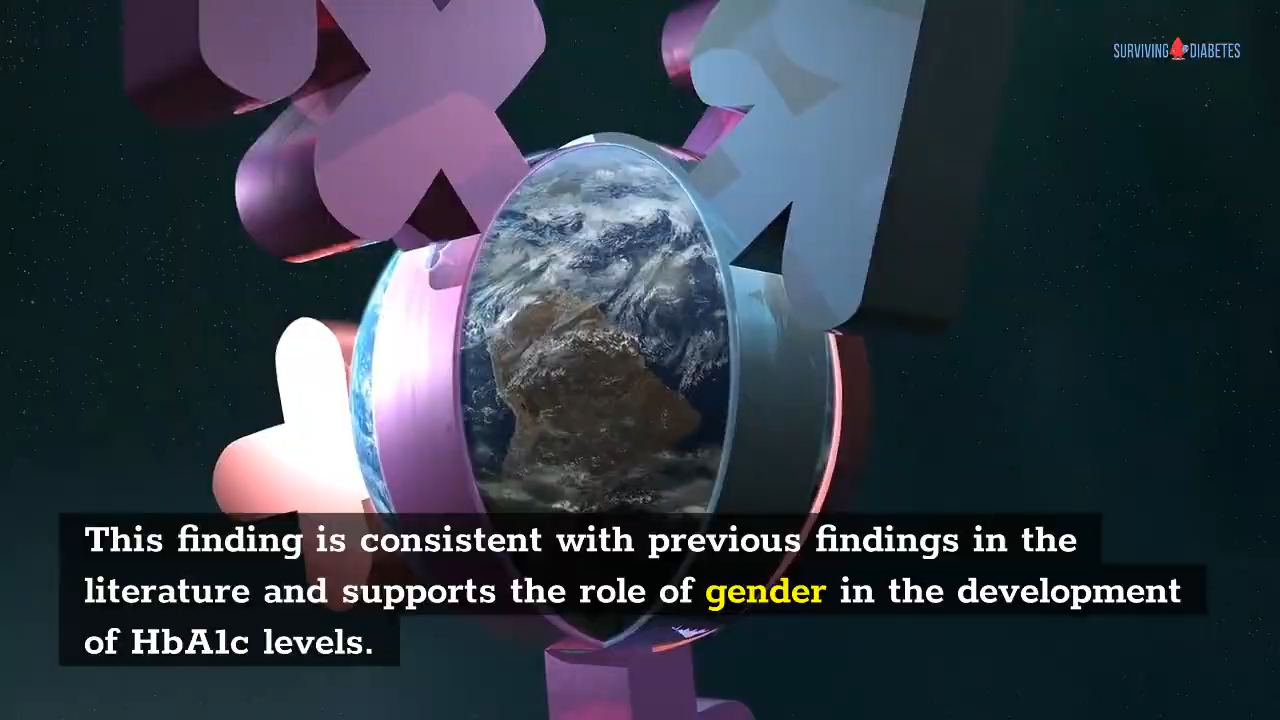 SURVIVING DIABETES
This finding is consistent with previous findings in the
literature and supports the role of gender in the development
of HbA1c levels.